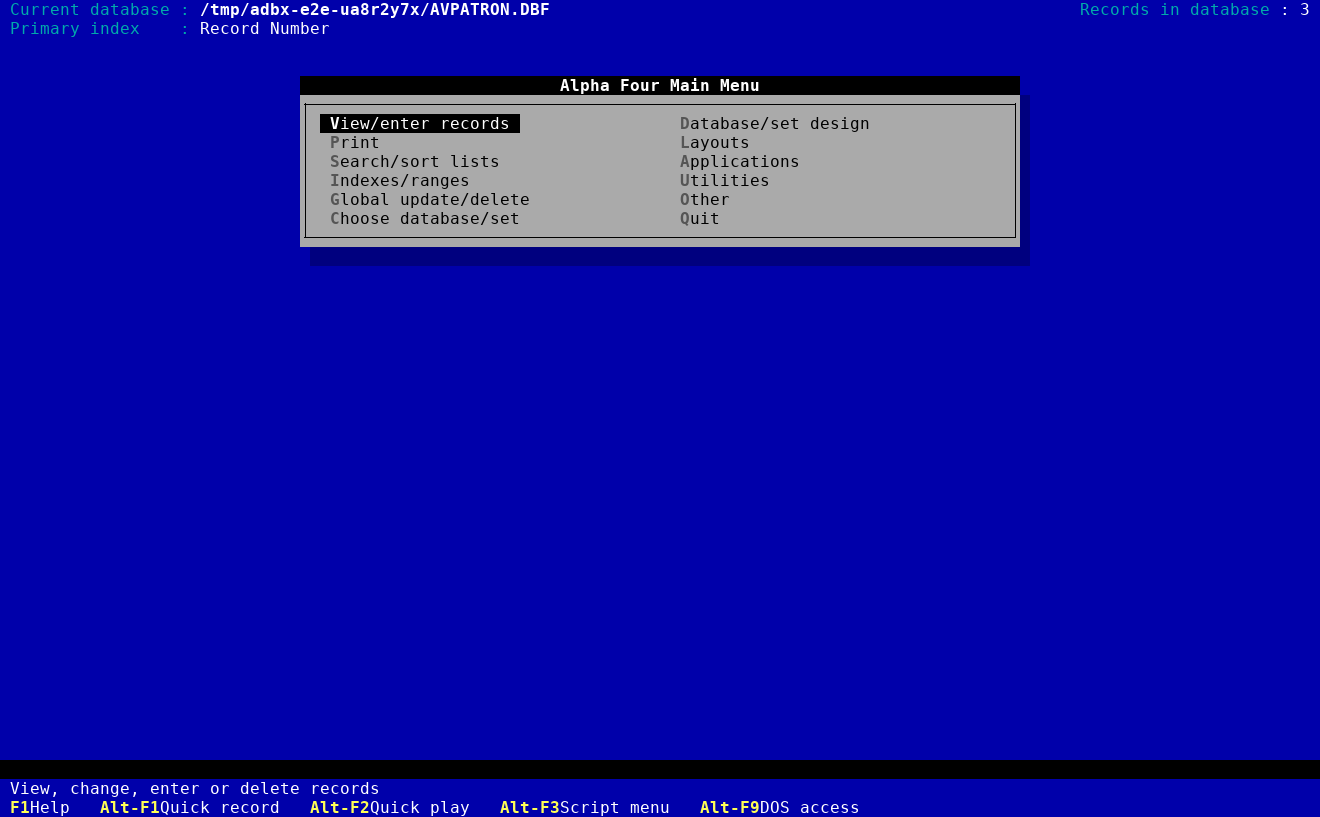 Current database : /tmp/adbx-e2e-ua8r2y7x/AVPATRON.DBF Records in database : 3
Primary index : Record Number
Alpha Four Main Menu
View/enter records Database/set design
Print Layouts
Search/sort lists Applications
Indexes/ranges Utilities
Global update/delete Other
Choose database/set Quit
View, change, enter or delete records
F1Help Alt-F1Quick record Alt-F2Quick play Alt-F3Script menu Alt-F9DOS access